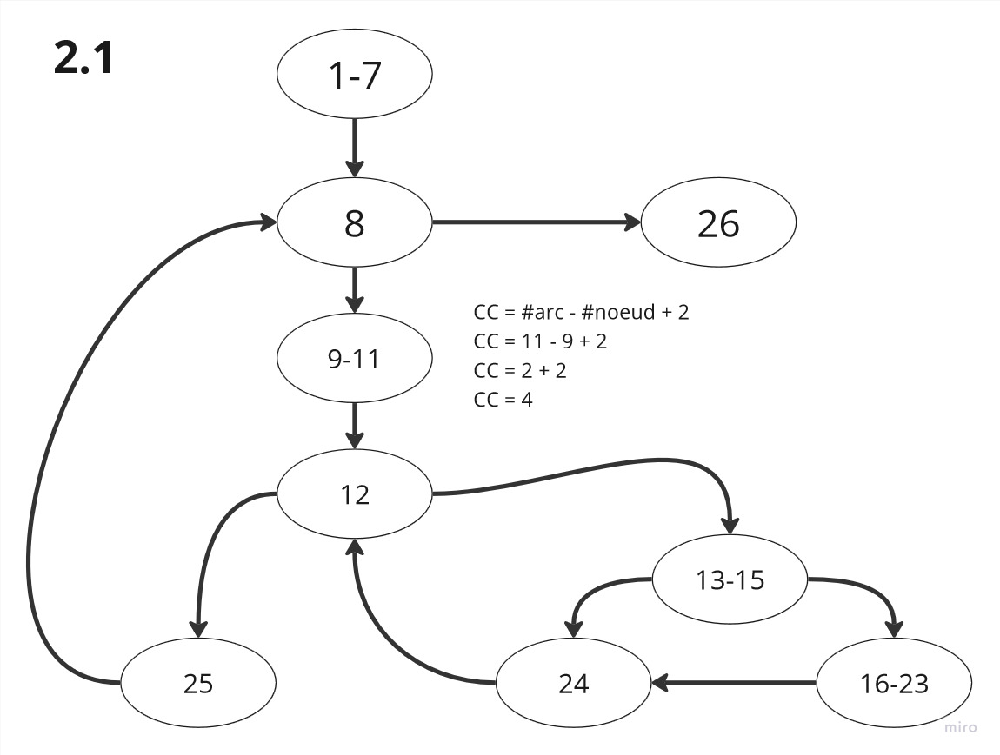 2.1
1-7
8
26
9-11
CC = #arc - #noeud + 2
CC = 11 - 9 + 2
CC = 2 + 2
CC = 4
12
13-15
25
24
16-23
miro